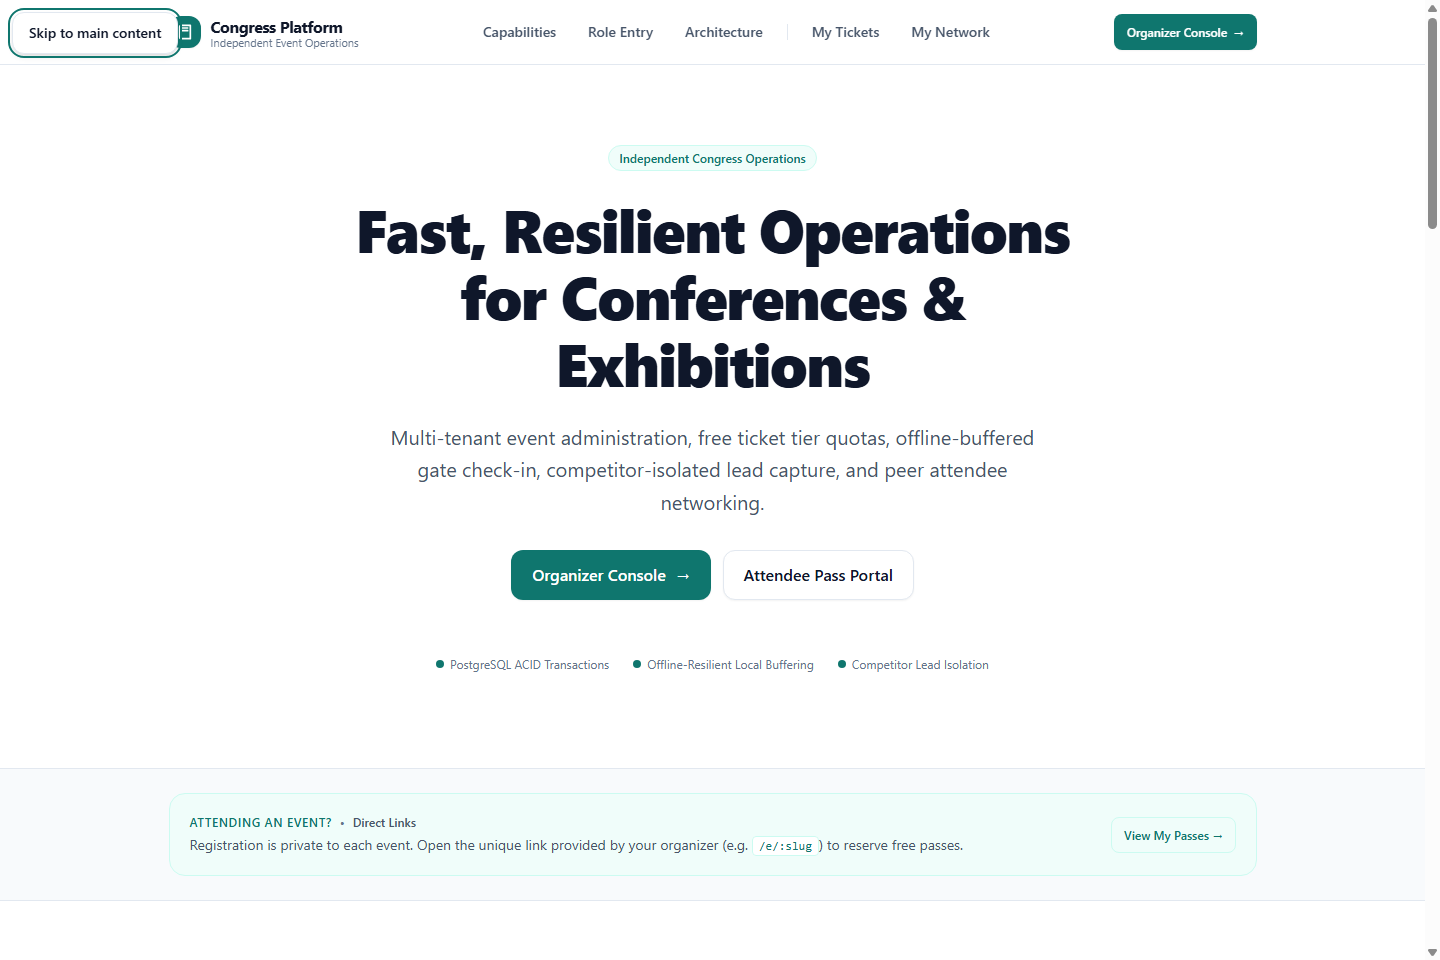 Skip to main content
Congress Platform
Independent Event Operations
Capabilities
Role Entry
Architecture
My Tickets
My Network
Organizer Console →
Independent Congress Operations
Fast, Resilient Operations
for Conferences &
Exhibitions
Multi-tenant event administration, free ticket tier quotas, offline-buffered
gate check-in, competitor-isolated lead capture, and peer attendee
networking.
Organizer Console →
Attendee Pass Portal
PostgreSQL ACID Transactions
Offline-Resilient Local Buffering
Competitor Lead Isolation
ATTENDING AN EVENT? • Direct Links
Registration is private to each event. Open the unique link provided by your organizer (e.g. /e/:slug ) to reserve free passes.
View My Passes →